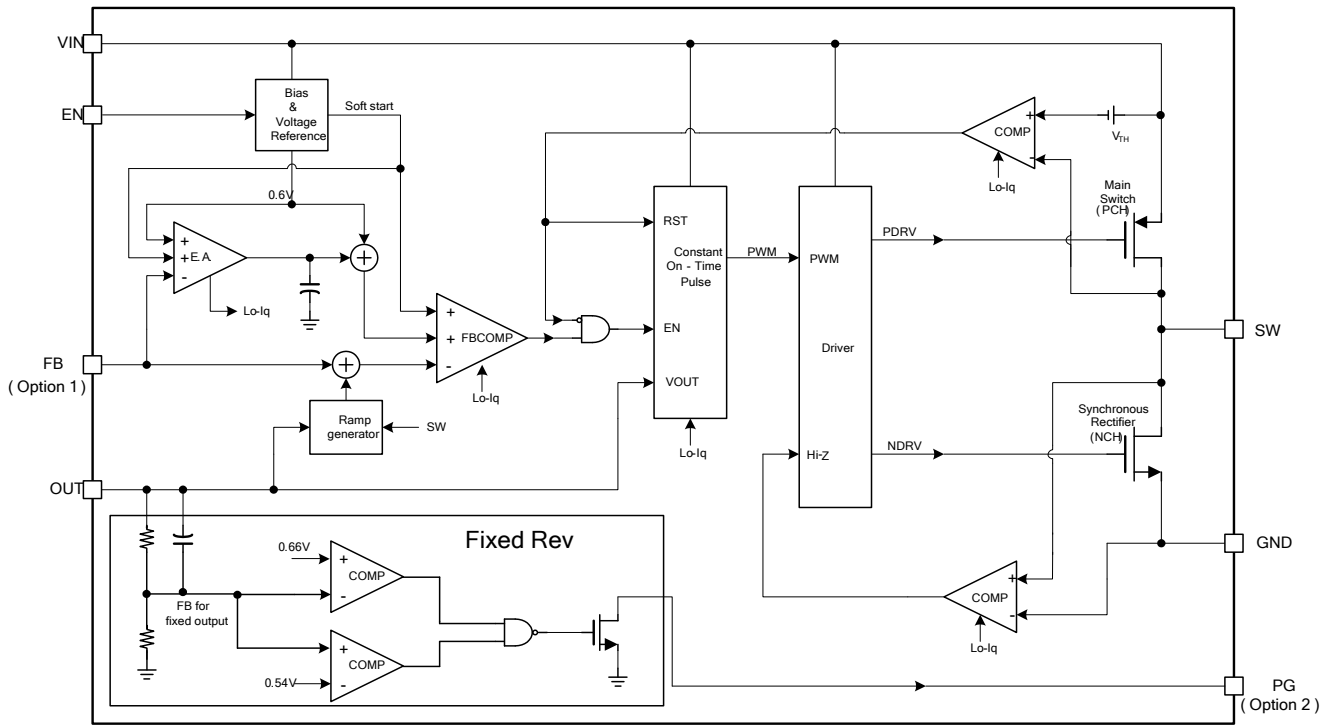 VIN
EN
Bias
&
Voltage
Reference
Soft start
0.6V
+
+
-
E.A.
Lo-Iq
+
+
+
-
FBCOMP
Lo-Iq
FB
( Option 1 )
+
Ramp
generator
SW
OUT
RST
Constant
On - Time
Pulse
EN
VOUT
Lo-Iq
PWM
PWM
Driver
Hi-Z
PDRV
NDRV
+
-
COMP
Lo-Iq
VTH
Main
Switch
(PCH)
SW
Synchronous
Rectifier
(NCH)
GND
+
-
COMP
Lo-Iq
PG
( Option 2 )
Fixed Rev
0.66V
+
-
COMP
FB for
fixed output
+
-
COMP
0.54V